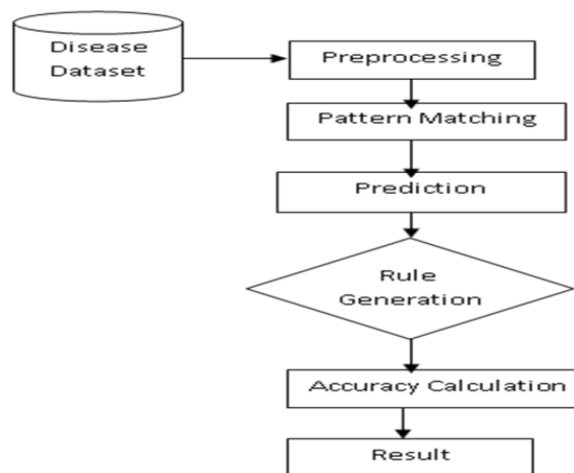 Disease
Dataset
Preprocessing
Pattern Matching
Prediction
Rule
Generation
Accuracy Calculation
Result